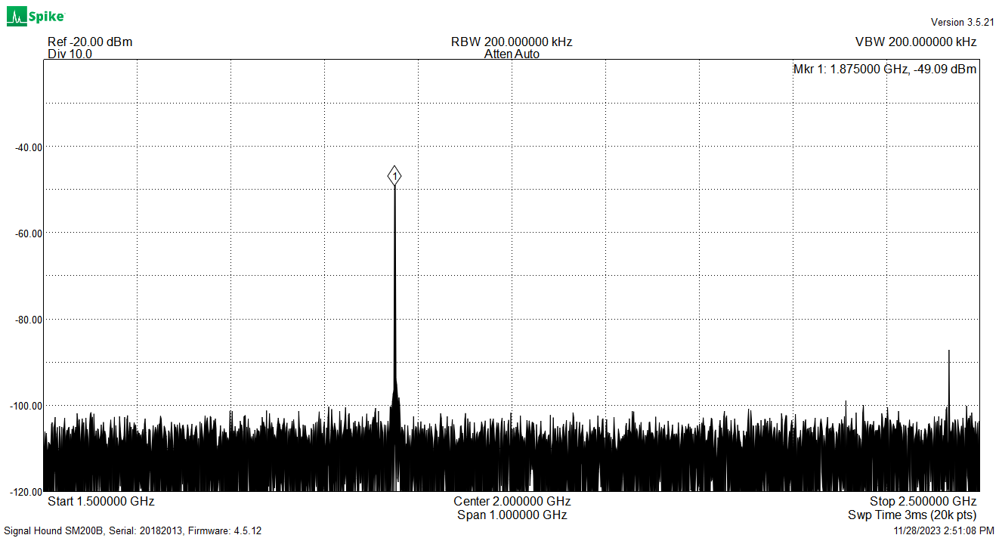 Spike
Version 3.5.21
Ref -20.00 dBm RBW 200.000000 kHz VBW 200.000000 kHz
Div 10.0 Atten Auto
Mkr 1: 1.875000 GHz, -49.09 dBm
-40.00
1
-60.00
-80.00
-100.00
-120.00
Start 1.500000 GHz Center 2.000000 GHz Stop 2.500000 GHz
Span 1.000000 GHz Swp Time 3ms (20k pts)
Signal Hound SM200B, Serial: 20182013, Firmware: 4.5.12 11/28/2023 2:51:08 PM